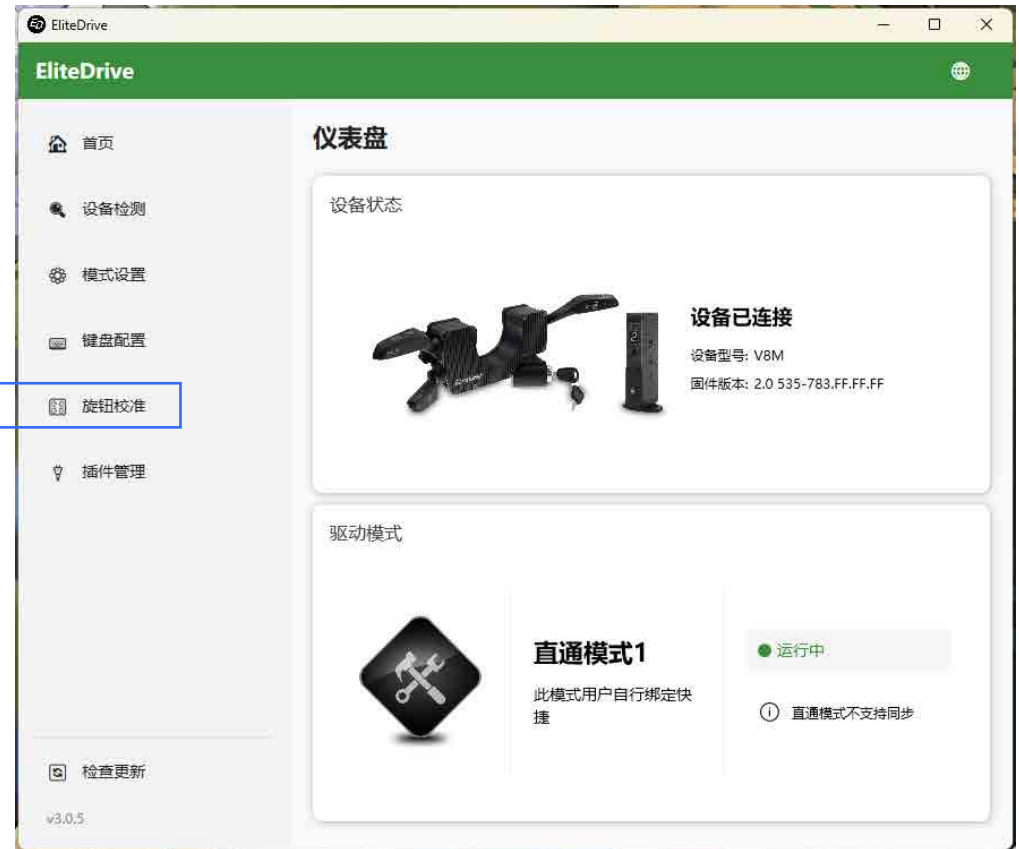 EliteDrive
EliteDrive
首页
设备检测
模式设置
键盘配置
旋钮校准
插件管理
检查更新
v3.0.5
仪表盘
设备状态
设备已连接
设备型号: V8M
固件版本: 2.0 535-783.FF.FF.FF
驱动模式
直通模式1
此模式用户自行绑定快
捷
运行中
直通模式不支持同步